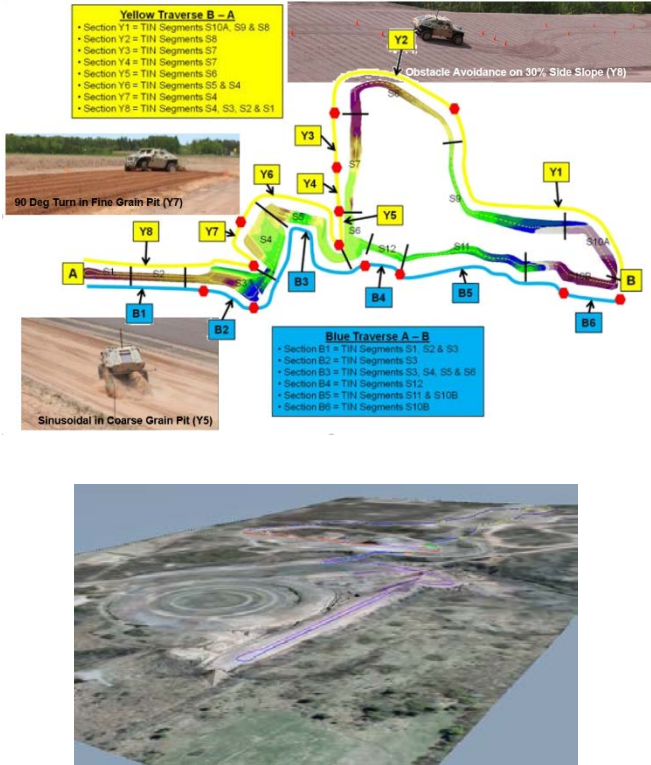 Yellow Traverse B – A
• Section Y1 = TIN Segments S10A, S9 & S8
• Section Y2 = TIN Segments S8
• Section Y3 = TIN Segments S7
• Section Y4 = TIN Segments S7
• Section Y5 = TIN Segments S6
• Section Y6 = TIN Segments S5 & S4
• Section Y7 = TIN Segments S4
• Section Y8 = TIN Segments S4, S3, S2 & S1
Y2
Obstacle Avoidance on 30% Side Slope (Y8)
S8
Y3
90 Deg Turn in Fine Grain Pit (Y7)
S7
Y6
Y4
Y1
S9
Y7
S5
Y5
Y8
S4
S6
S10A
S12
S11
A
S1
S2
S3
B3
B4
B5
S10B
B
B1
B2
B6
Blue Traverse A – B
• Section B1 = TIN Segments S1, S2 & S3
• Section B2 = TIN Segments S3
• Section B3 = TIN Segments S3, S4, S5 & S6
• Section B4 = TIN Segments S12
• Section B5 = TIN Segments S11 & S10B
• Section B6 = TIN Segments S10B
Sinusoidal in Coarse Grain Pit (Y5)